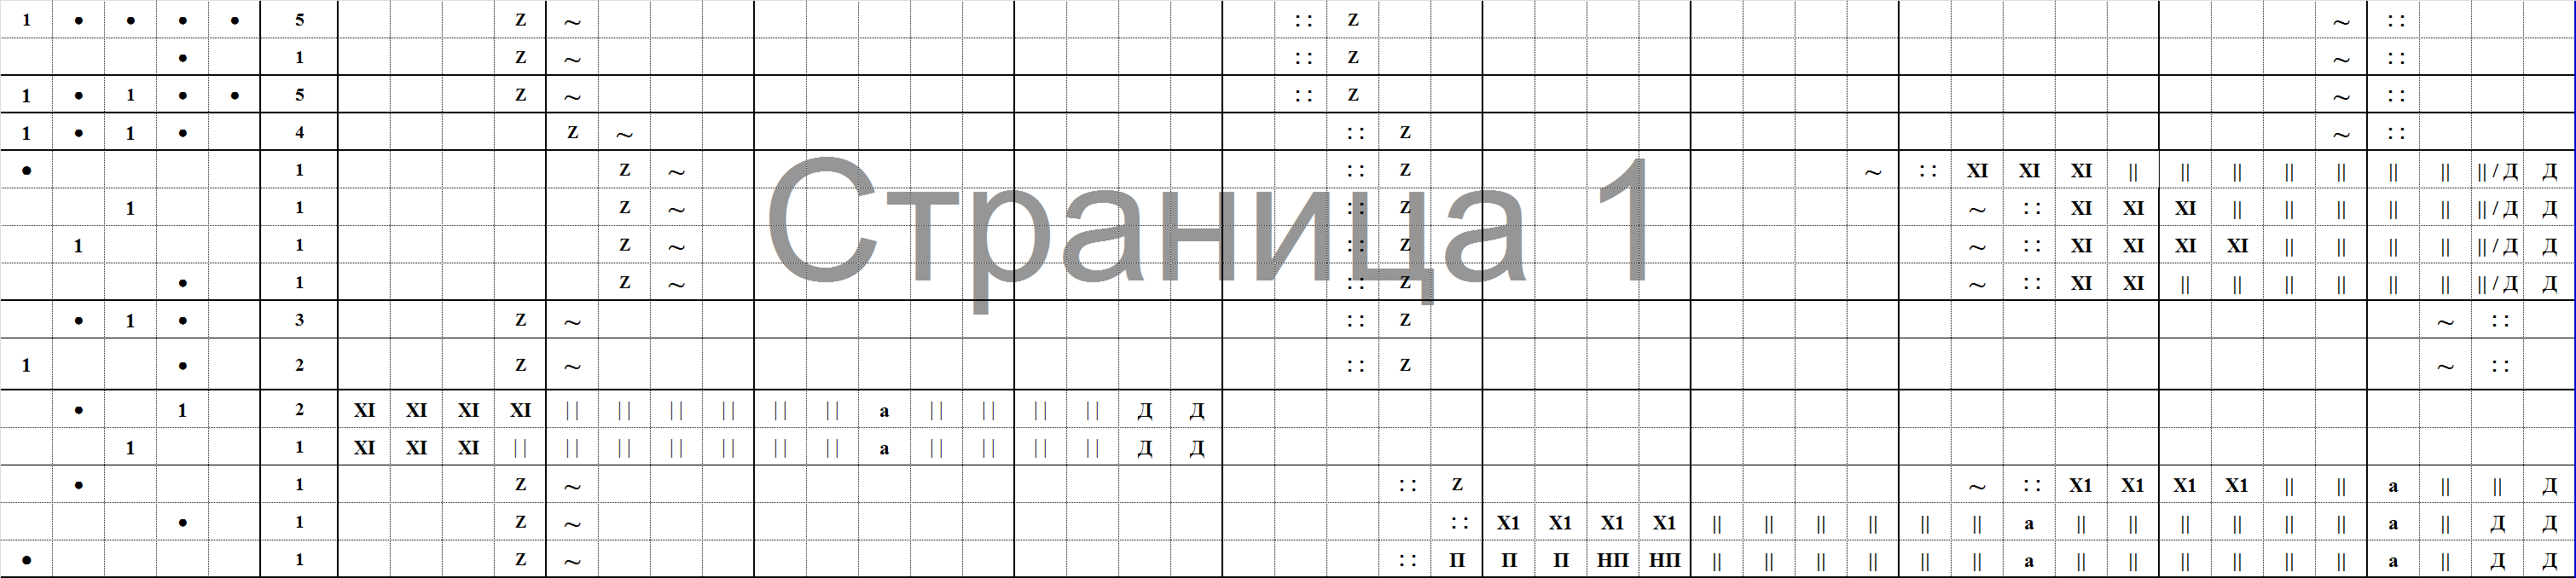 1 • • • • 5 Z ~ :: Z ~ ::
• 1 Z ~ :: Z ~ ::
1 • 1 • • 5 Z ~ :: Z ~ ::
1 • 1 • 4 Z ~ :: Z ~ ::
• 1 Z ~ :: Z ~ :: XI XI XI || || || || || || || || / Д Д
1 1 Z ~ :: Z ~ :: XI XI XI || || || || || || / Д Д
1 1 Z ~ :: Z ~ :: XI XI XI XI || || || || || / Д Д
• 1 Z ~ :: Z ~ :: XI XI || || || || || || || / Д Д
Страница 1
• 1 • 3 Z ~ :: Z ~ ::
1 • 2 Z ~ :: Z ~ ::
• 1 2 XI XI XI XI || || || || || || а || || || || Д Д
1 1 XI XI XI || || || || || || || а || || || || Д Д
• 1 Z ~ :: Z ~ :: X1 X1 X1 X1 || || а || || Д
• 1 Z ~ :: X1 X1 X1 X1 || || || || || || а || || || || || || а || Д Д
• 1 Z ~ :: П П П НП НП || || || || || || а || || || || || || а || Д Д